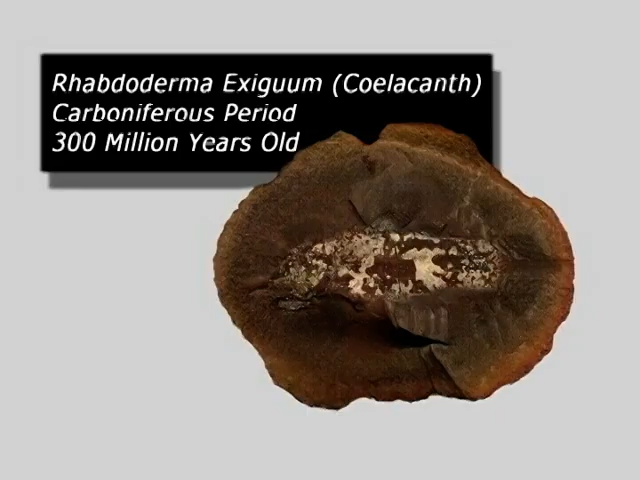 Rhabdoderma Exiguum (Coelacanth)
Carboniferous Period
300 Million Years Old